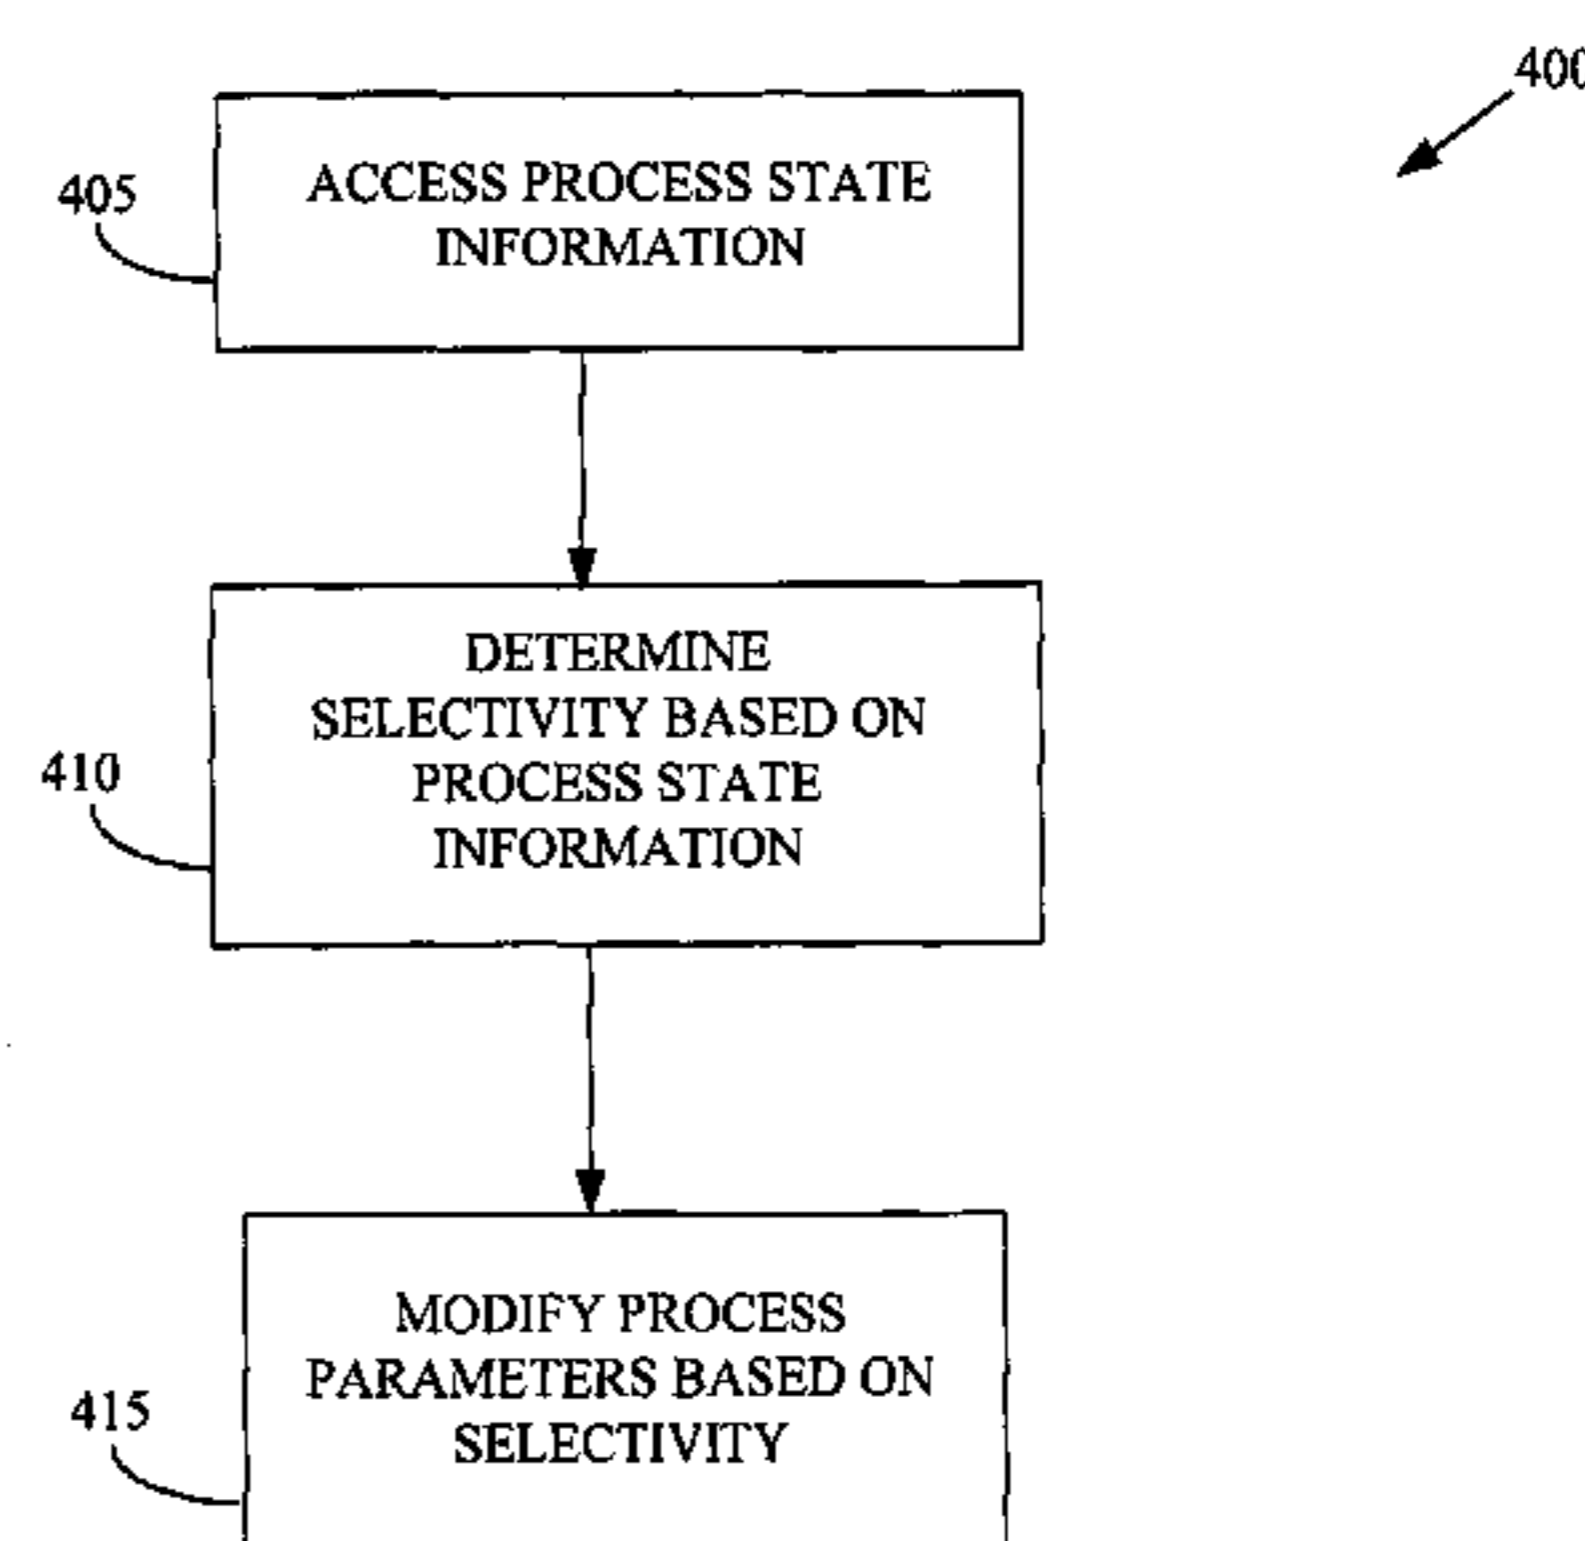 400
405
ACCESS PROCESS STATE
INFORMATION
410
DETERMINE
SELECTIVITY BASED ON
PROCESS STATE
INFORMATION
415
MODIFY PROCESS
PARAMETERS BASED ON
SELECTIVITY